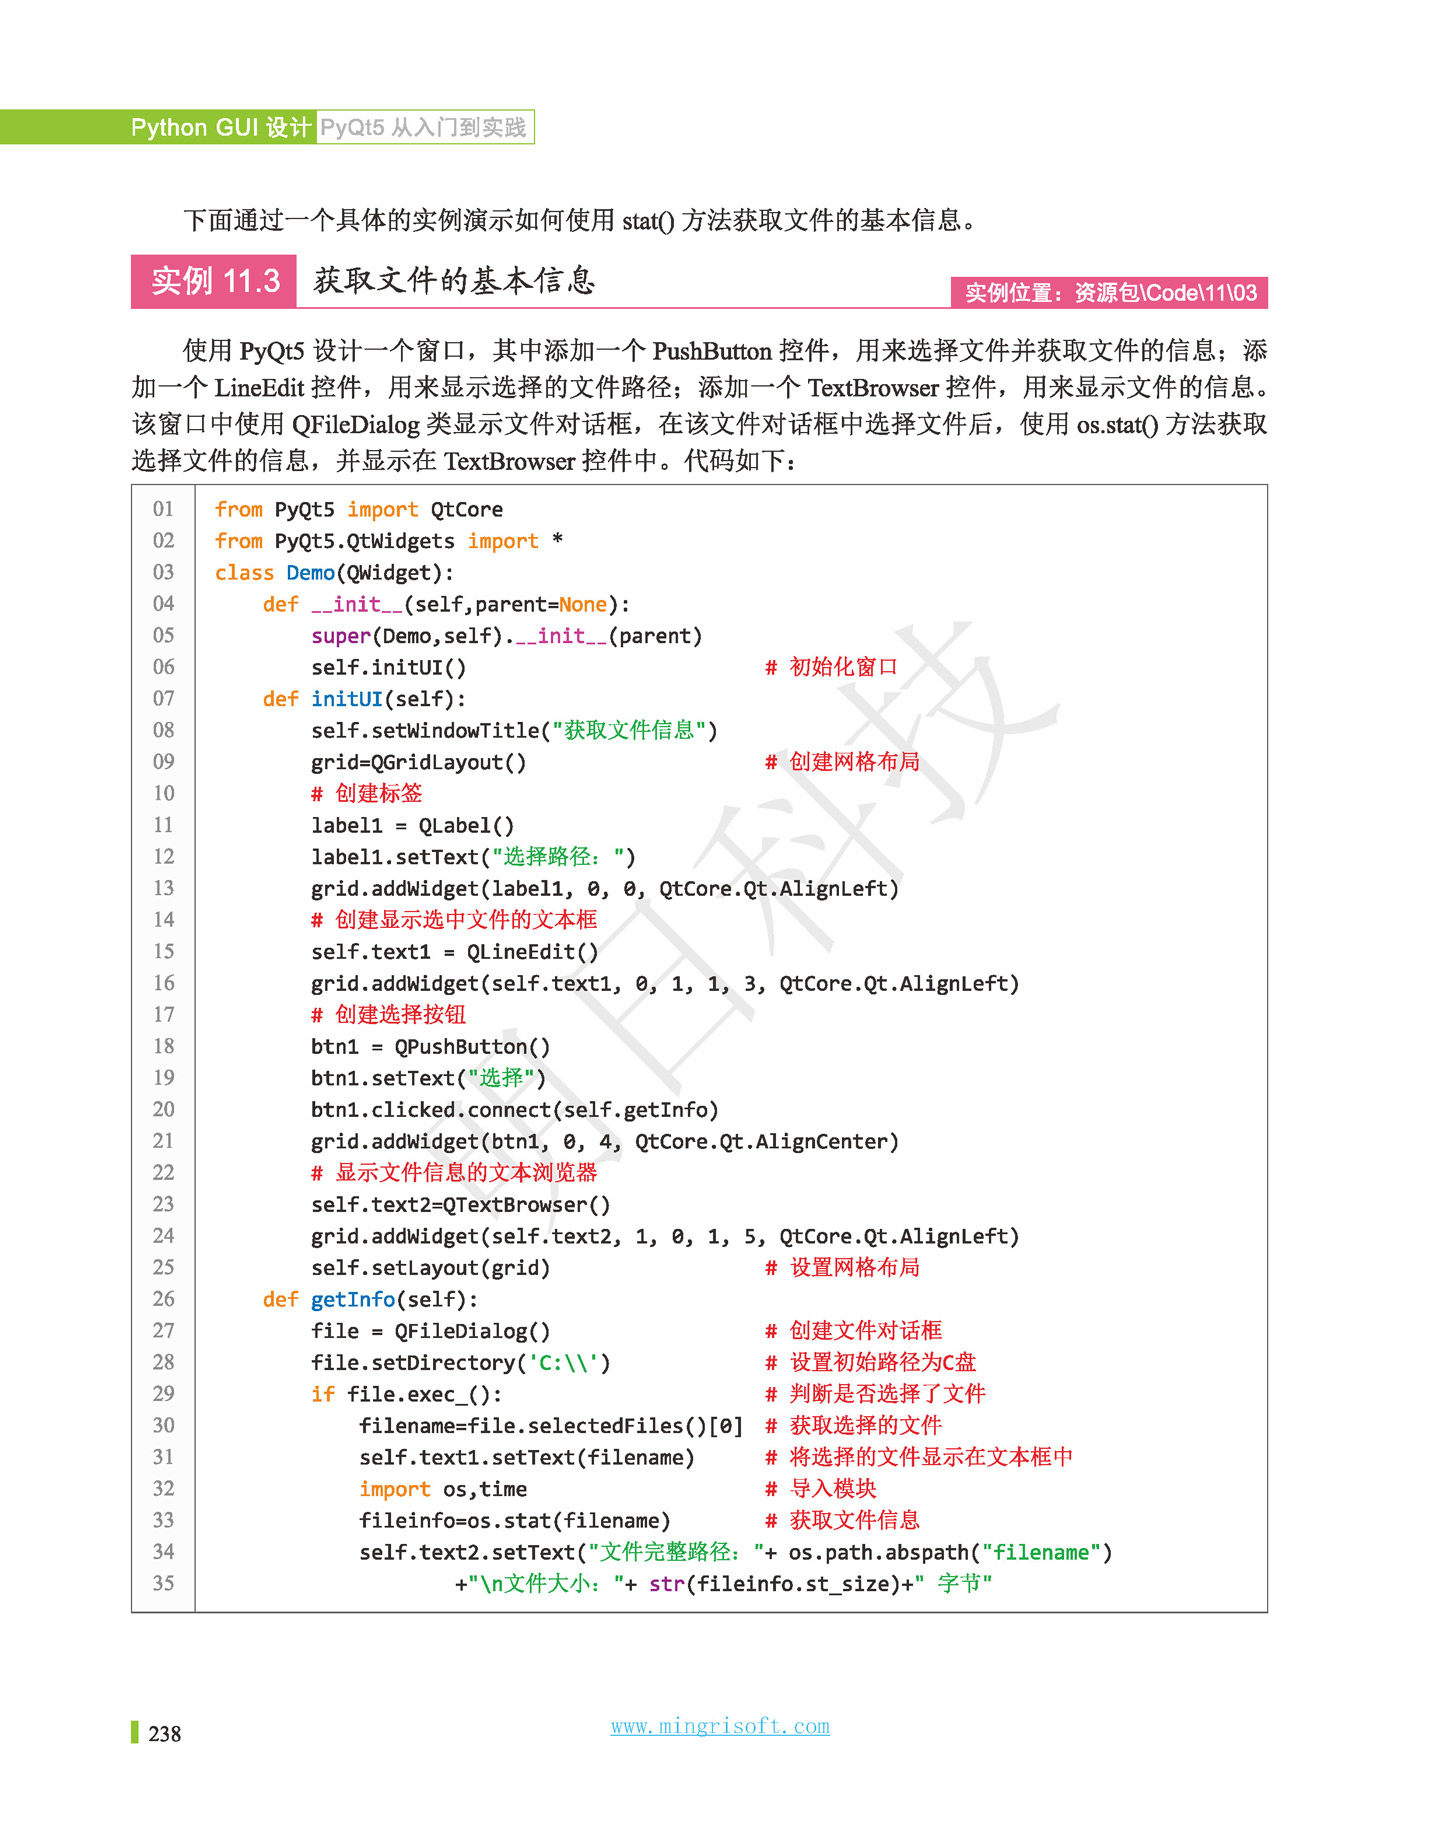 Python GUI 设计 PyQt5 从入门到实践
下面通过一个具体的实例演示如何使用 stat() 方法获取文件的基本信息。
实例 11.3 获取文件的基本信息
实例位置：资源包\Code\11\03
使用 PyQt5 设计一个窗口，其中添加一个 PushButton 控件，用来选择文件并获取文件的信息；添
加一个 LineEdit 控件，用来显示选择的文件路径；添加一个 TextBrowser 控件，用来显示文件的信息。
该窗口中使用 QFileDialog 类显示文件对话框，在该文件对话框中选择文件后，使用 os.stat() 方法获取
选择文件的信息，并显示在 TextBrowser 控件中。代码如下：
01 from PyQt5 import QtCore
02 from PyQt5.QtWidgets import *
03 class Demo(QWidget):
04     def __init__(self,parent=None):
05         super(Demo,self).__init__(parent)
06         self.initUI() # 初始化窗口
07     def initUI(self):
08         self.setWindowTitle("获取文件信息")
09         grid=QGridLayout() # 创建网格布局
10         # 创建标签
11         label1 = QLabel()
12         label1.setText("选择路径：")
13         grid.addWidget(label1, 0, 0, QtCore.Qt.AlignLeft)
14         # 创建显示选中文件的文本框
15         self.text1 = QLineEdit()
16         grid.addWidget(self.text1, 0, 1, 1, 3, QtCore.Qt.AlignLeft)
17         # 创建选择按钮
18         btn1 = QPushButton()
19         btn1.setText("选择")
20         btn1.clicked.connect(self.getInfo)
21         grid.addWidget(btn1, 0, 4, QtCore.Qt.AlignCenter)
22         # 显示文件信息的文本浏览器
23         self.text2=QTextBrowser()
24         grid.addWidget(self.text2, 1, 0, 1, 5, QtCore.Qt.AlignLeft)
25         self.setLayout(grid) # 设置网格布局
26     def getInfo(self):
27         file = QFileDialog() # 创建文件对话框
28         file.setDirectory('C:\\') # 设置初始路径为C盘
29         if file.exec_(): # 判断是否选择了文件
30             filename=file.selectedFiles()[0] # 获取选择的文件
31             self.text1.setText(filename) # 将选择的文件显示在文本框中
32             import os,time # 导入模块
33             fileinfo=os.stat(filename) # 获取文件信息
34             self.text2.setText("文件完整路径："+ os.path.abspath("filename")
35                     +"\n文件大小："+ str(fileinfo.st_size)+" 字节"
明日科技
238
www.mingrisoft.com